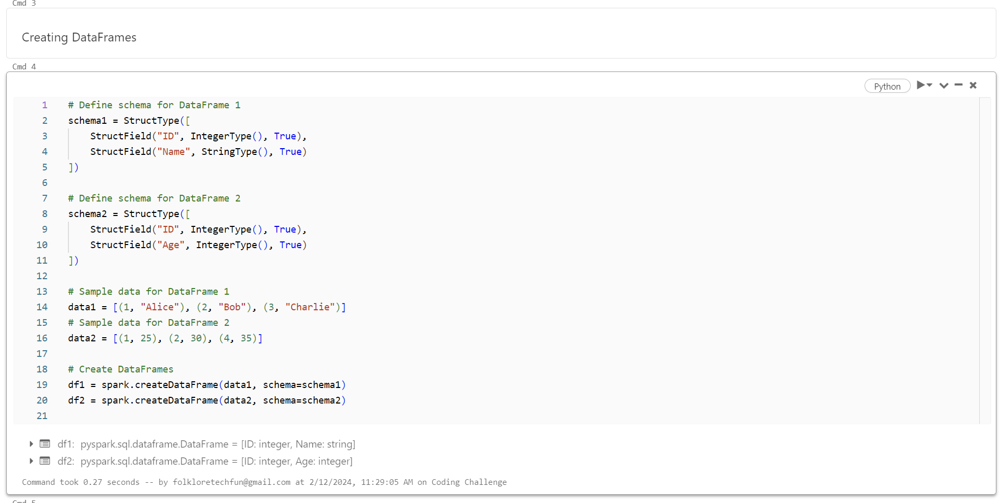 Cmd 3
Creating DataFrames
Cmd 4
Python
1 # Define schema for DataFrame 1
2 schema1 = StructType([
3     StructField("ID", IntegerType(), True),
4     StructField("Name", StringType(), True)
5 ])
6
7 # Define schema for DataFrame 2
8 schema2 = StructType([
9     StructField("ID", IntegerType(), True),
10     StructField("Age", IntegerType(), True)
11 ])
12
13 # Sample data for DataFrame 1
14 data1 = [(1, "Alice"), (2, "Bob"), (3, "Charlie")]
15 # Sample data for DataFrame 2
16 data2 = [(1, 25), (2, 30), (4, 35)]
17
18 # Create DataFrames
19 df1 = spark.createDataFrame(data1, schema=schema1)
20 df2 = spark.createDataFrame(data2, schema=schema2)
21
df1: pyspark.sql.dataframe.DataFrame = [ID: integer, Name: string]
df2: pyspark.sql.dataframe.DataFrame = [ID: integer, Age: integer]
Command took 0.27 seconds -- by folkloretechfun@gmail.com at 2/12/2024, 11:29:05 AM on Coding Challenge
Cmd 5